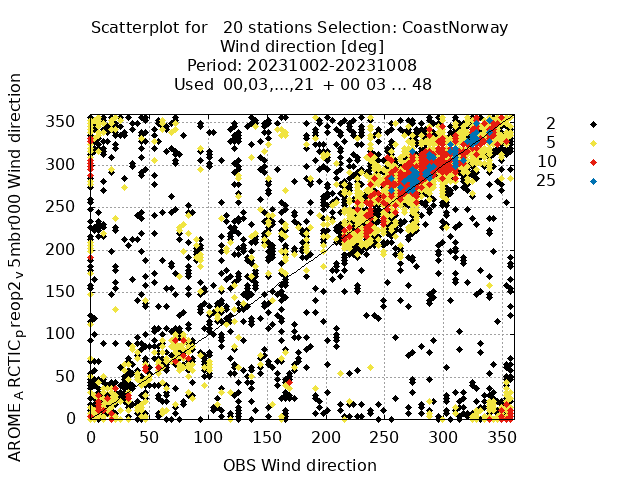 Scatterplot for 20 stations Selection: CoastNorway
Wind direction [deg]
Period: 20231002-20231008
Used 00,03,...,21 + 00 03 ... 48
AROME_ARCTIC_preop2_v5mbr000 Wind direction
350
300
250
200
150
100
50
0
0 50 100 150 200 250 300 350
OBS Wind direction
2
5
10
25